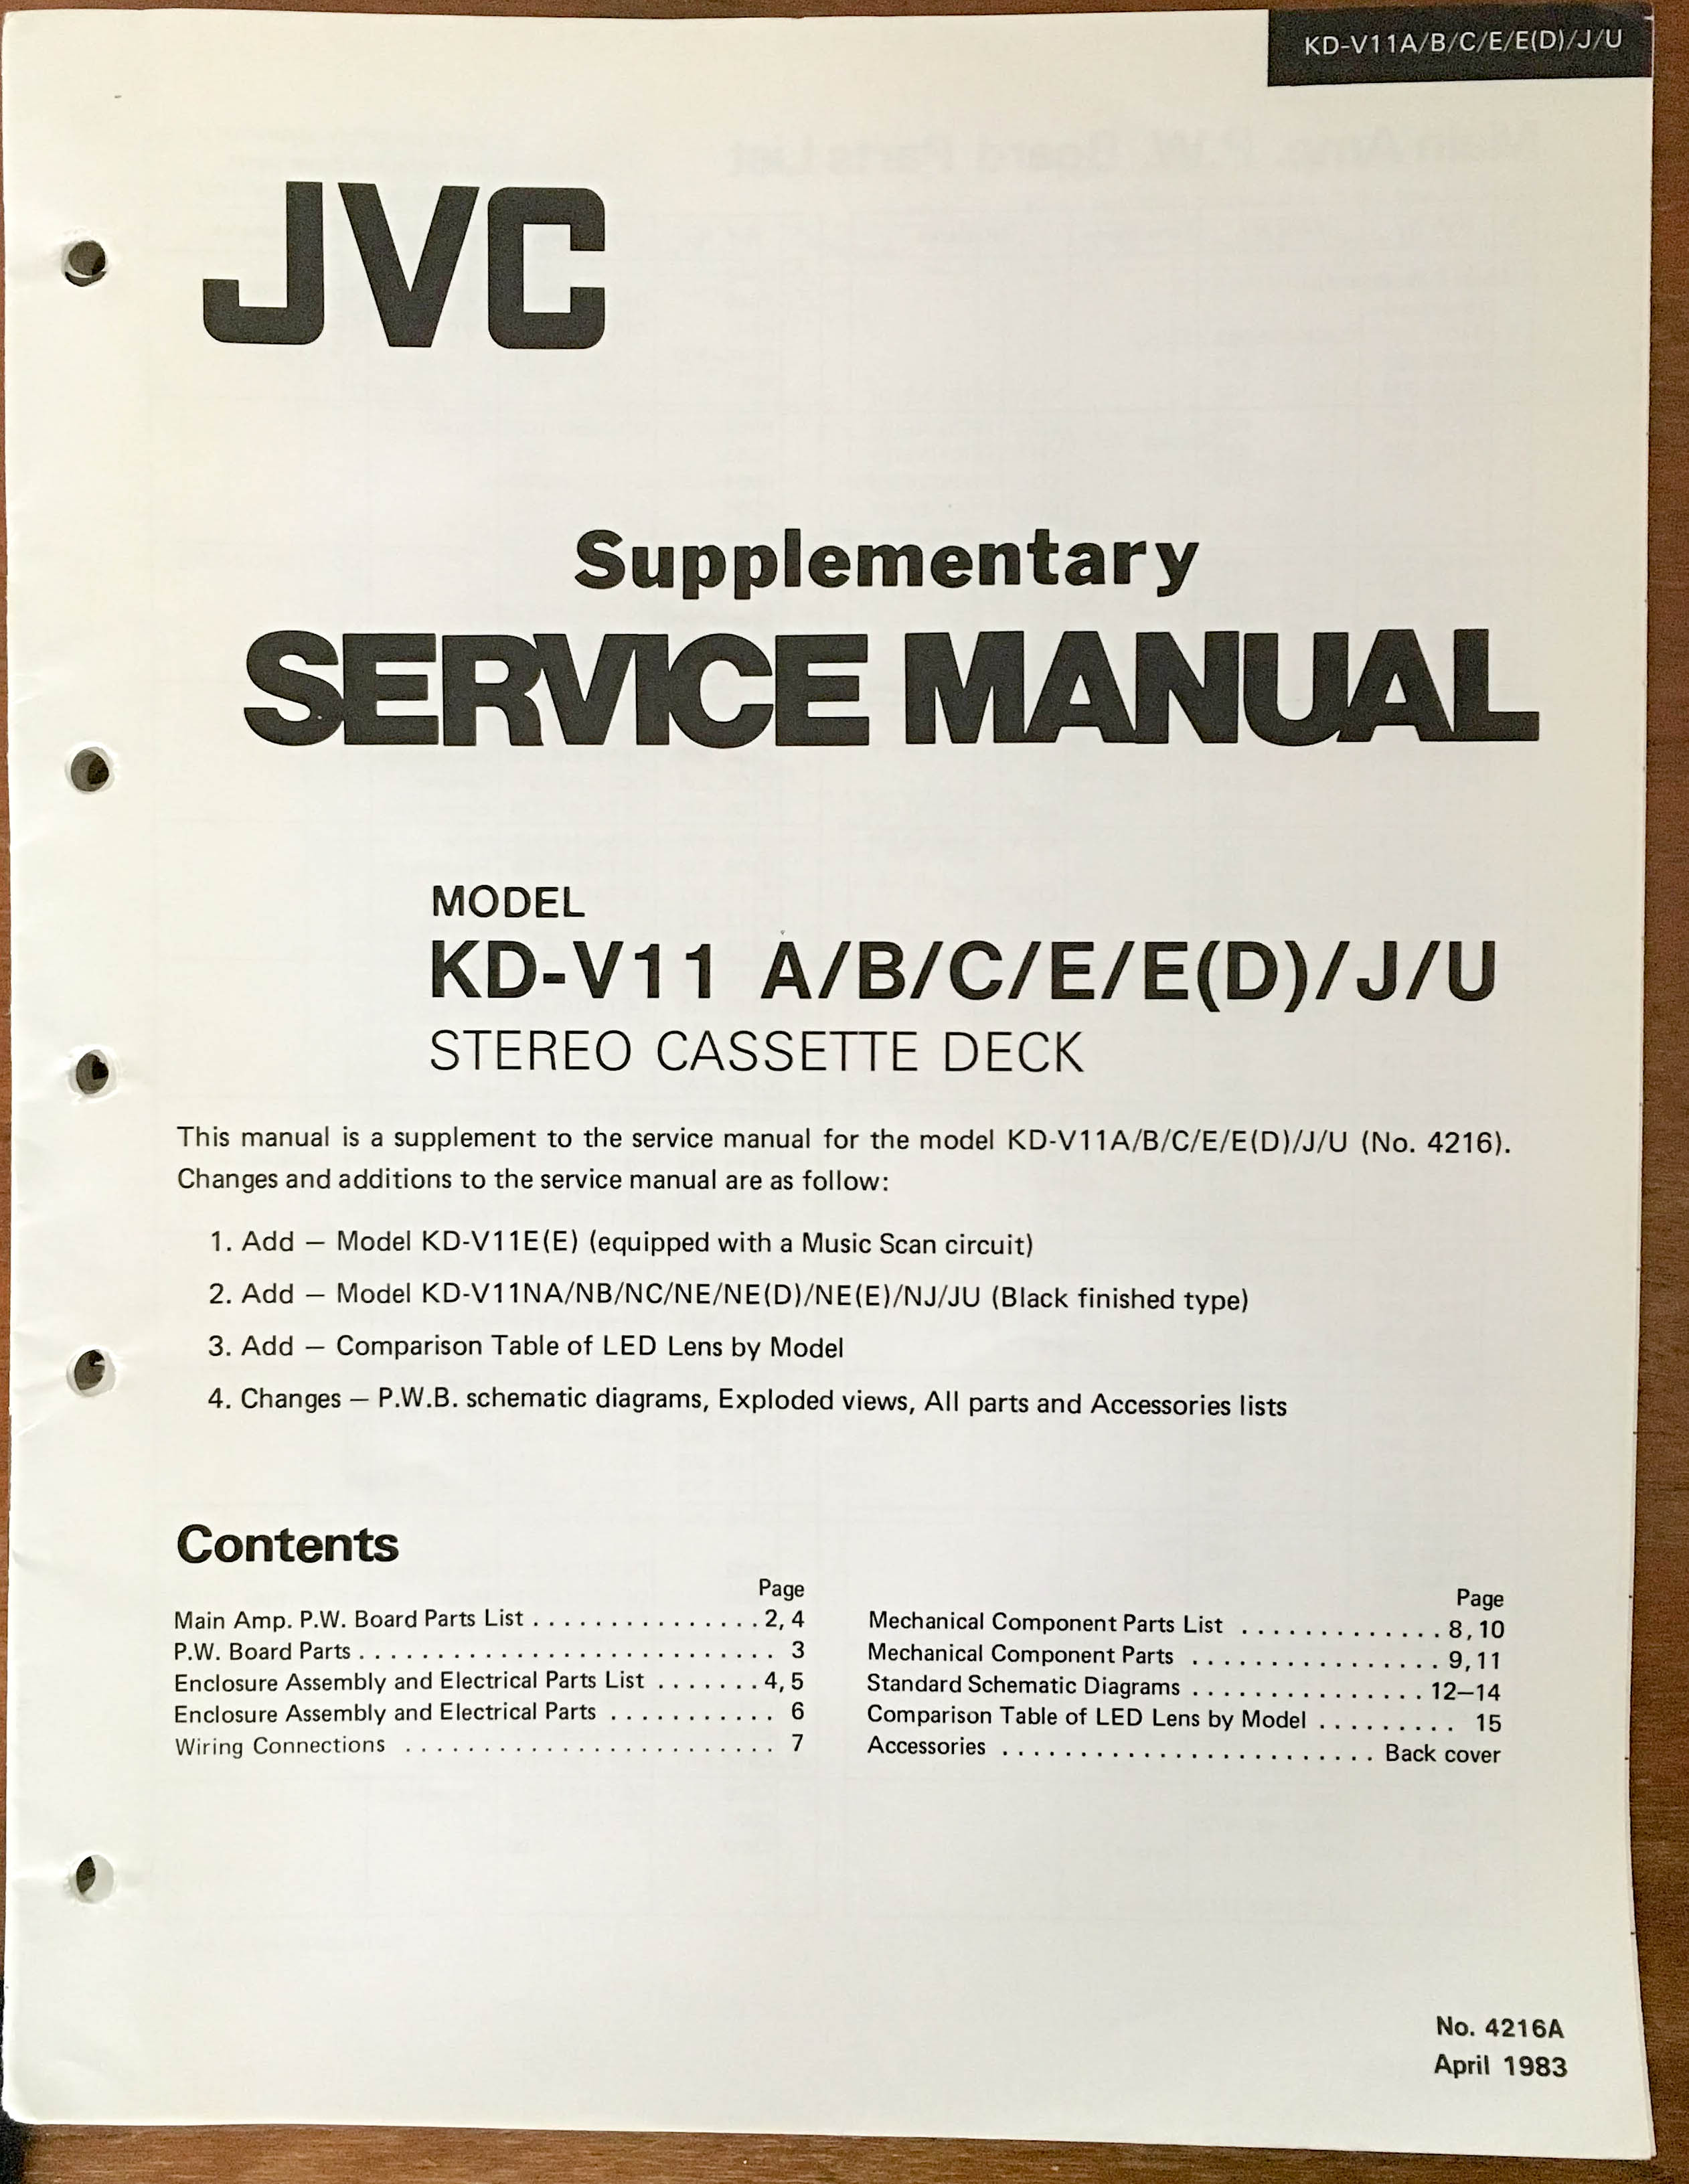 KD-V11A/B/C/E/E(D)/J/U
JVC
Supplementary
SERVICE MANUAL
MODEL
KD-V11 A/B/C/E/E(D)/J/U
STEREO CASSETTE DECK
This manual is a supplement to the service manual for the model KD-V11A/B/C/E/E(D)/J/U (No. 4216).
Changes and additions to the service manual are as follow:
1. Add — Model KD-V11E(E) (equipped with a Music Scan circuit)
2. Add — Model KD-V11NA/NB/NC/NE/NE(D)/NE(E)/NJ/JU (Black finished type)
3. Add — Comparison Table of LED Lens by Model
4. Changes — P.W.B. schematic diagrams, Exploded views, All parts and Accessories lists
Contents
Page
Main Amp. P.W. Board Parts List . . . . . . . . . . . . . . . 2, 4
P.W. Board Parts . . . . . . . . . . . . . . . . . . . . . . . . . . . 3
Enclosure Assembly and Electrical Parts List . . . . . . . 4, 5
Enclosure Assembly and Electrical Parts . . . . . . . . . . . 6
Wiring Connections . . . . . . . . . . . . . . . . . . . . . . . . 7
Page
Mechanical Component Parts List . . . . . . . . . . . . . 8, 10
Mechanical Component Parts . . . . . . . . . . . . . . . . 9, 11
Standard Schematic Diagrams . . . . . . . . . . . . . . . 12–14
Comparison Table of LED Lens by Model . . . . . . . . . 15
Accessories . . . . . . . . . . . . . . . . . . . . . . . . Back cover
No. 4216A
April 1983